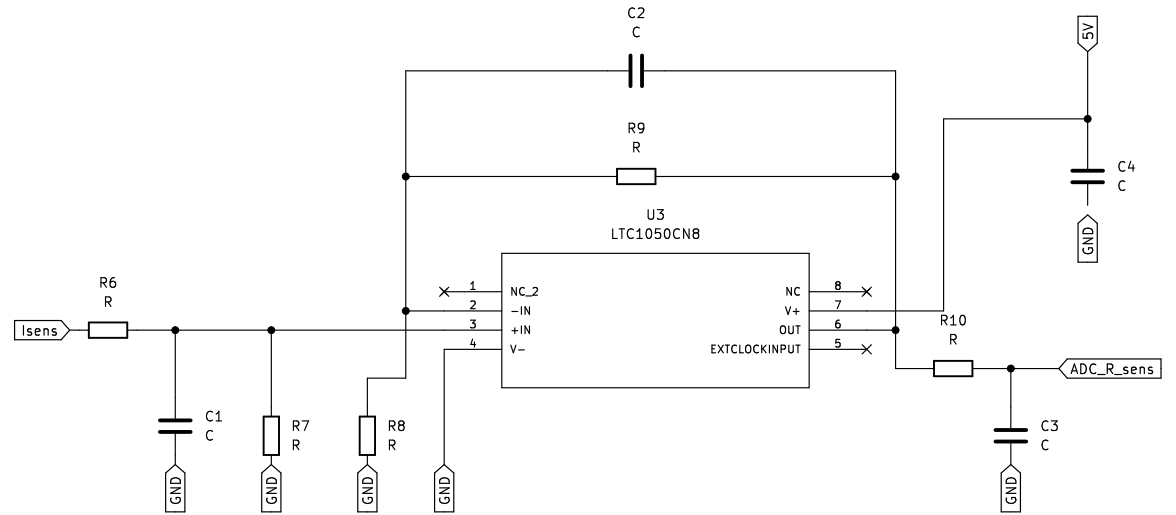 C2
C
5V
R9
R
C4
C
GND
U3
LTC1050CN8
R6
R
1
NC_2
NC
8
2
-IN
V+
7
Isens
3
+IN
OUT
6
R10
R
4
V-
EXTCLOCKINPUT
5
ADC_R_sens
C1
C
R7
R
R8
R
C3
C
GND
GND
GND
GND
GND